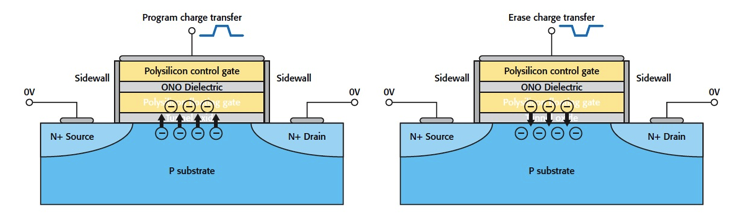 Program charge transfer
Polysilicon control gate
Sidewall
ONO Dielectric
Sidewall
0V
0V
N+ Source
N+ Drain
P substrate
Erase charge transfer
Polysilicon control gate
Sidewall
ONO Dielectric
Sidewall
0V
0V
N+ Source
N+ Drain
P substrate